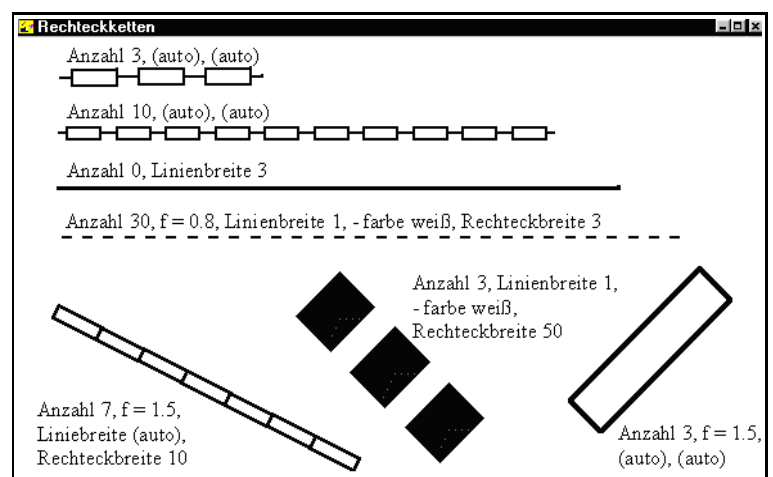 Rechteckketten
Anzahl 3, (auto), (auto)
Anzahl 10, (auto), (auto)
Anzahl 0, Linienbreite 3
Anzahl 30, f = 0.8, Linienbreite 1, -farbe weiß, Rechteckbreite 3
Anzahl 3, Linienbreite 1,
-farbe weiß,
Rechteckbreite 50
Anzahl 7, f = 1.5,
Liniebreite (auto),
Rechteckbreite 10
Anzahl 3, f = 1.5,
(auto), (auto)